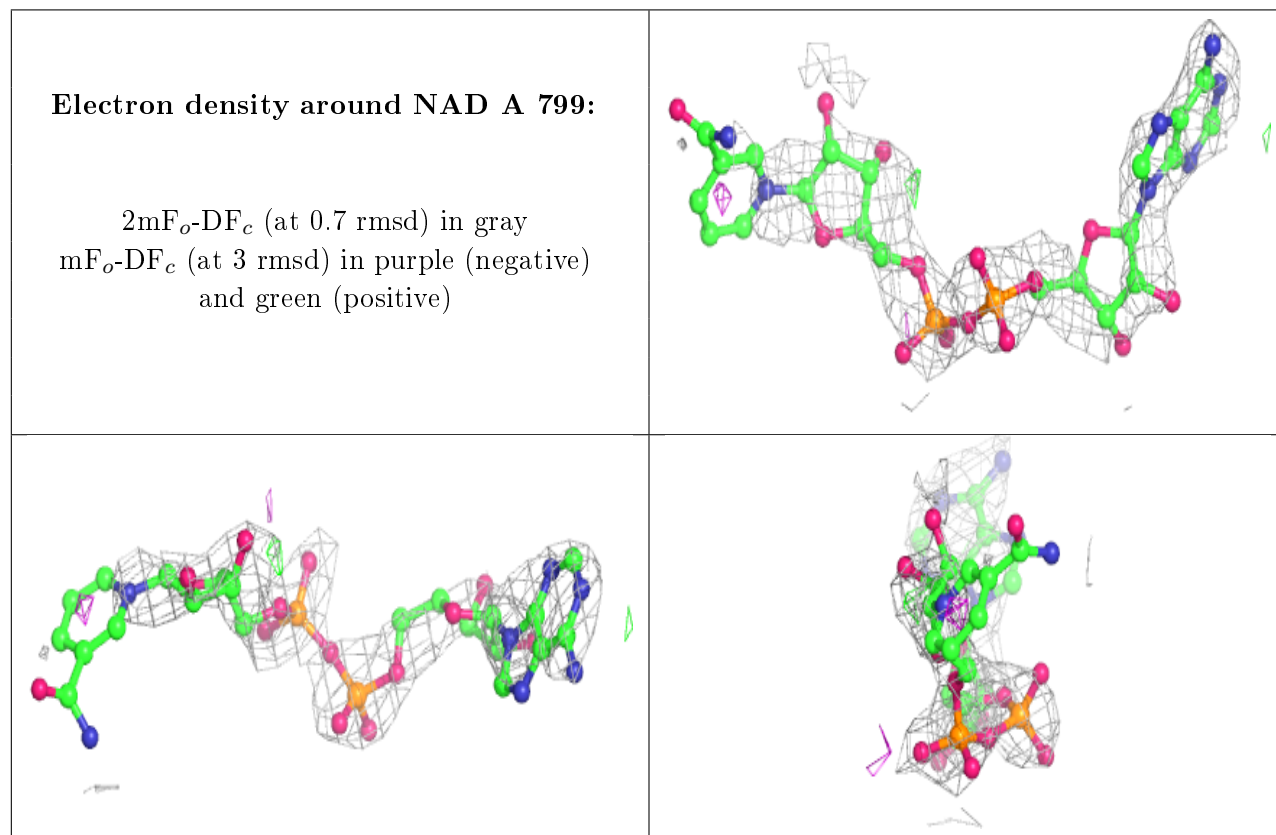 Electron density around NAD A 799:
2mFₒ-DF𝒸 (at 0.7 rmsd) in gray
mFₒ-DF𝒸 (at 3 rmsd) in purple (negative)
and green (positive)